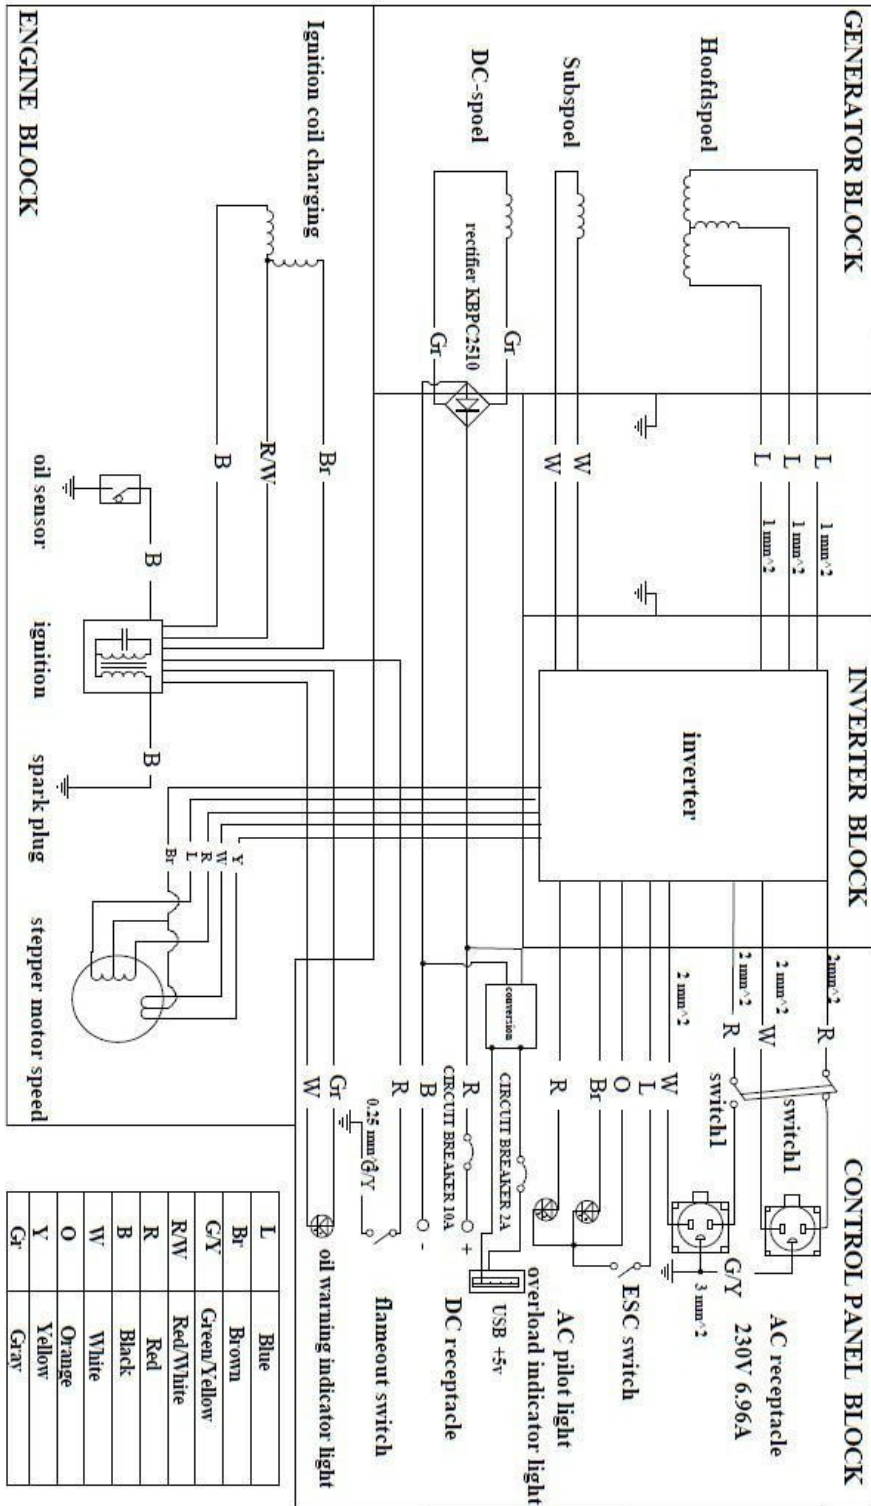 GENERATOR BLOCK
INVERTER BLOCK
CONTROL PANEL BLOCK
Hoofdspoel
Subspoel
DC-spoel
Ignition coil charging
ENGINE BLOCK
L
L
L
1 mm^2
1 mm^2
1 mm^2
W
W
rectifier KBPC2510
Gr
Gr
Br
R/W
B
inverter
2mm^2
2 mm^2
2 mm^2
2 mm^2
R
W
R
W
L
O
Br
R
switch1
switch1
G/Y
3 mm^2
AC receptacle
230V 6.96A
ESC switch
AC pilot light
overload indicator light
conversion
CIRCUIT BREAKER 2A
USB +5v
CIRCUIT BREAKER 10A
R
B
+
-
DC receptacle
R
0.25 mm^2
G/Y
flameout switch
Gr
W
oil warning indicator light
B
B
Y
W
R
L
Br
oil sensor
ignition
spark plug
stepper motor speed
L Blue
Br Brown
G/Y Green/Yellow
R/W Red/White
R Red
B Black
W White
O Orange
Y Yellow
Gr Gray